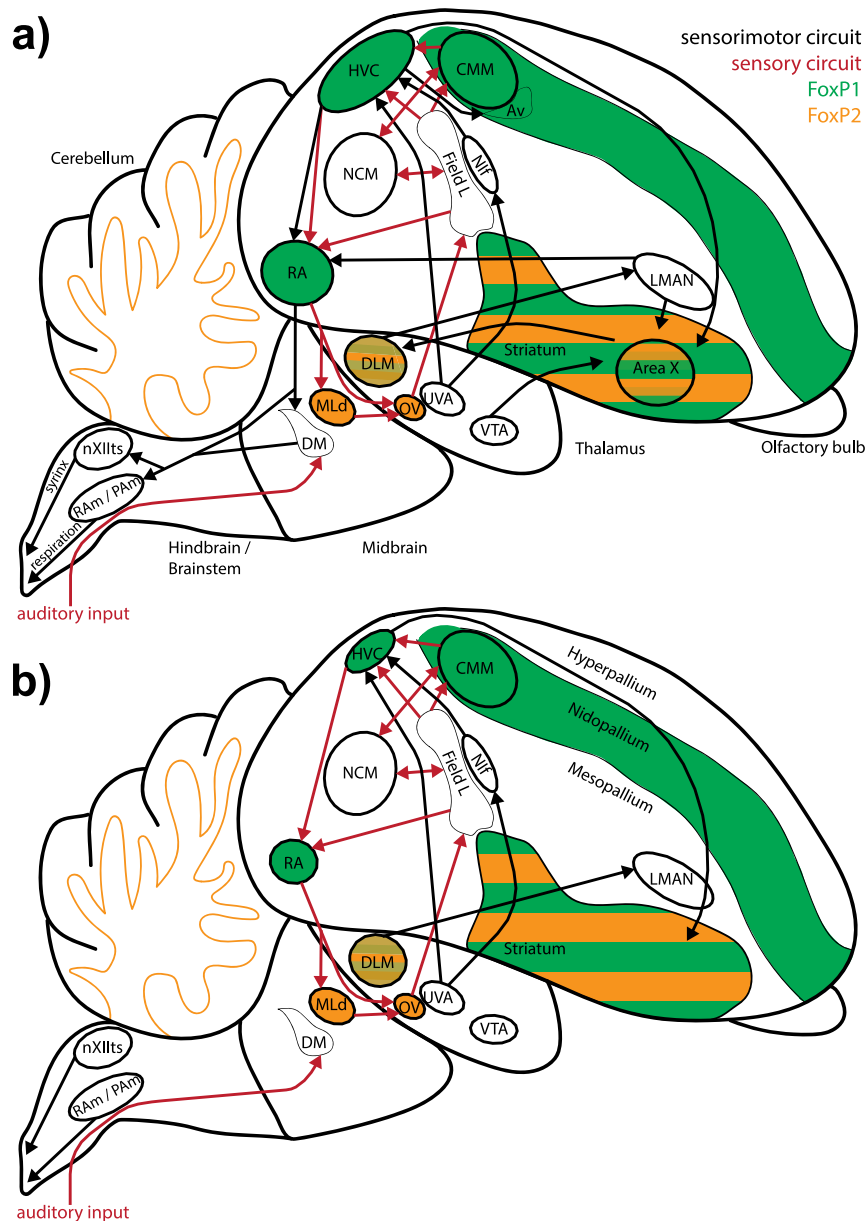 a)
sensorimotor circuit
sensory circuit
FoxP1
FoxP2
HVC
CMM
Av
Cerebellum
NCM
Field L
NIf
RA
LMAN
DLM
Striatum
Area X
MLd
OV
UVA
VTA
DM
nXIIts
Thalamus
Olfactory bulb
syrinx
RAm / PAm
respiration
Hindbrain /
Brainstem
Midbrain
auditory input
b)
HVC
CMM
Hyperpallium
Nidopallium
Mesopallium
NCM
Field L
NIf
RA
LMAN
DLM
Striatum
MLd
OV
UVA
VTA
DM
nXIIts
RAm / PAm
auditory input